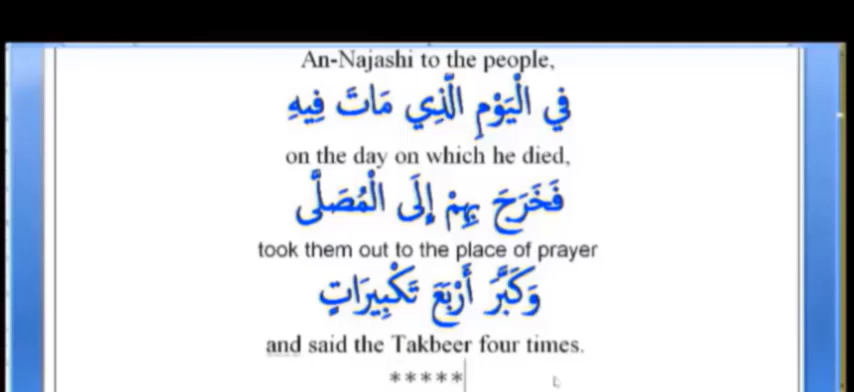 An-Najashi to the people,
فِي الْيَوْمِ الَّذِي مَاتَ فِيهِ
on the day on which he died,
فَخَرَجَ بِهِمْ إِلَى الْمُصَلَّى
took them out to the place of prayer
وَكَبَّرَ أَرْبَعَ تَكْبِيرَاتٍ
and said the Takbeer four times.
*****